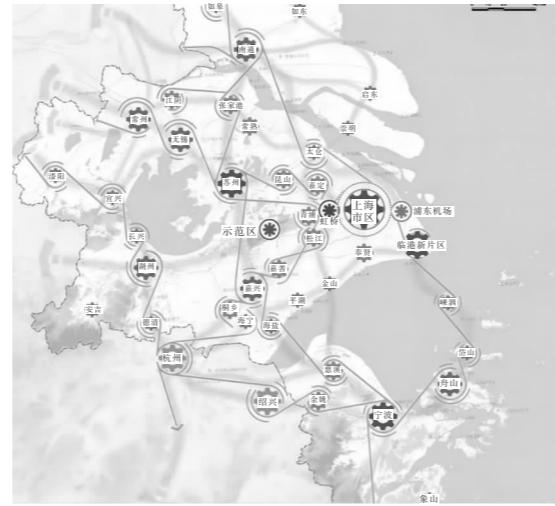 如皋
如东
南通
启东
江阴
张家港
常州
常熟
崇明
无锡
太仓
溧阳
苏州
昆山
嘉定
宜兴
青浦
虹桥
上海
市区
浦东机场
示范区
松江
临港新片区
长兴
奉贤
湖州
嘉善
金山
嘉兴
平湖
嵊泗
安吉
桐乡
海宁
德清
海盐
杭州
岱山
慈溪
舟山
绍兴
余姚
宁波
象山